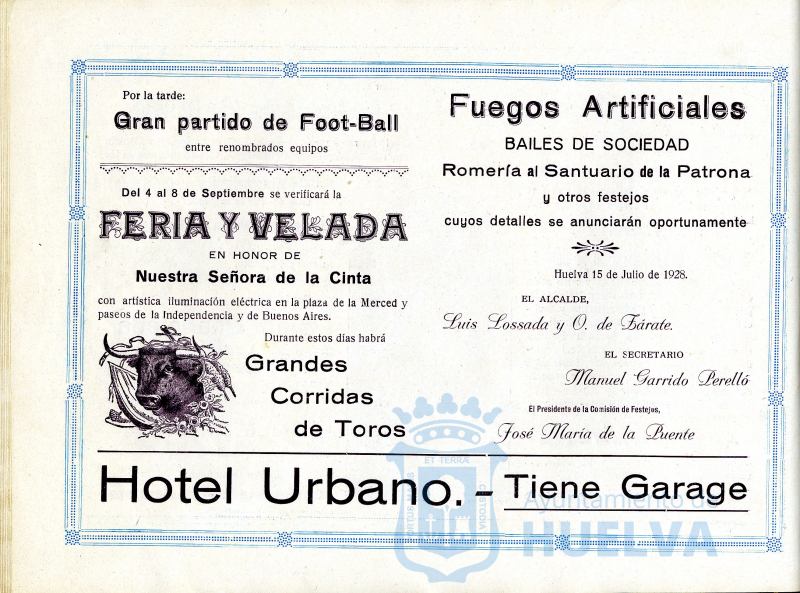 Por la tarde:
Gran partido de Foot-Ball
entre renombrados equipos
Del 4 al 8 de Septiembre se verificará la
FERIA Y VELADA
EN HONOR DE
Nuestra Señora de la Cinta
con artística iluminación eléctrica en la plaza de la Merced y
paseos de la Independencia y de Buenos Aires.
Durante estos días habrá
Grandes
Corridas
de Toros
Fuegos Artificiales
BAILES DE SOCIEDAD
Romería al Santuario de la Patrona
y otros festejos
cuyos detalles se anunciarán oportunamente
Huelva 15 de Julio de 1928.
EL ALCALDE,
Luis Lossada y O. de Zárate.
EL SECRETARIO
Manuel Garrido Perelló
El Presidente de la Comisión de Festejos,
José María de la Puente
Hotel Urbano.- Tiene Garage
ET TERRÆ
PORTUS MARIS
CUSTODIA
Ayuntamiento de
HUELVA